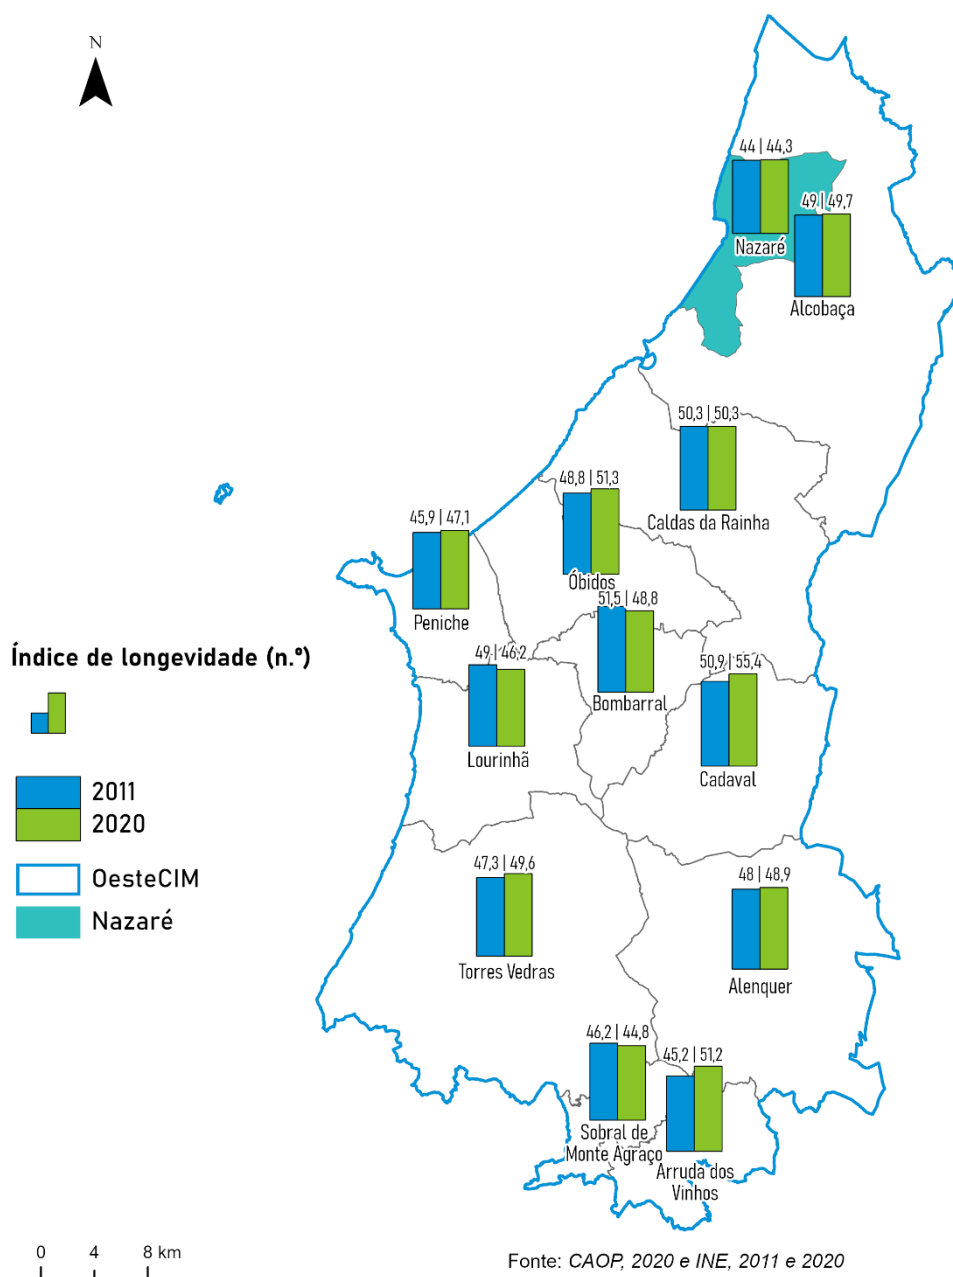 N
44 | 44,3
Nazaré
49 | 49,7
Alcobaça
50,3 | 50,3
Caldas da Rainha
48,8 | 51,3
Óbidos
45,9 | 47,1
Peniche
51,5 | 48,8
Bombarral
49 | 46,2
Lourinhã
50,9 | 55,4
Cadaval
Índice de longevidade (n.º)
2011
2020
OesteCIM
Nazaré
47,3 | 49,6
Torres Vedras
48 | 48,9
Alenquer
46,2 | 44,8
Sobral de
Monte Agraço
45,2 | 51,2
Arruda dos
Vinhos
0 4 8 km
Fonte: CAOP, 2020 e INE, 2011 e 2020